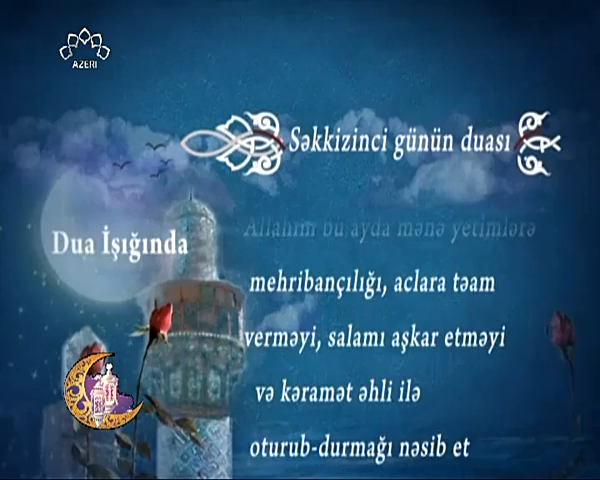 AZERI
Səkkizinci günün duası
Dua İşığında
Allahım bu ayda mənə yetimlərə
mehribançılığı, aclara təam
verməyi, salamı aşkar etməyi
və kəramət əhli ilə
oturub-durmağı nəsib et